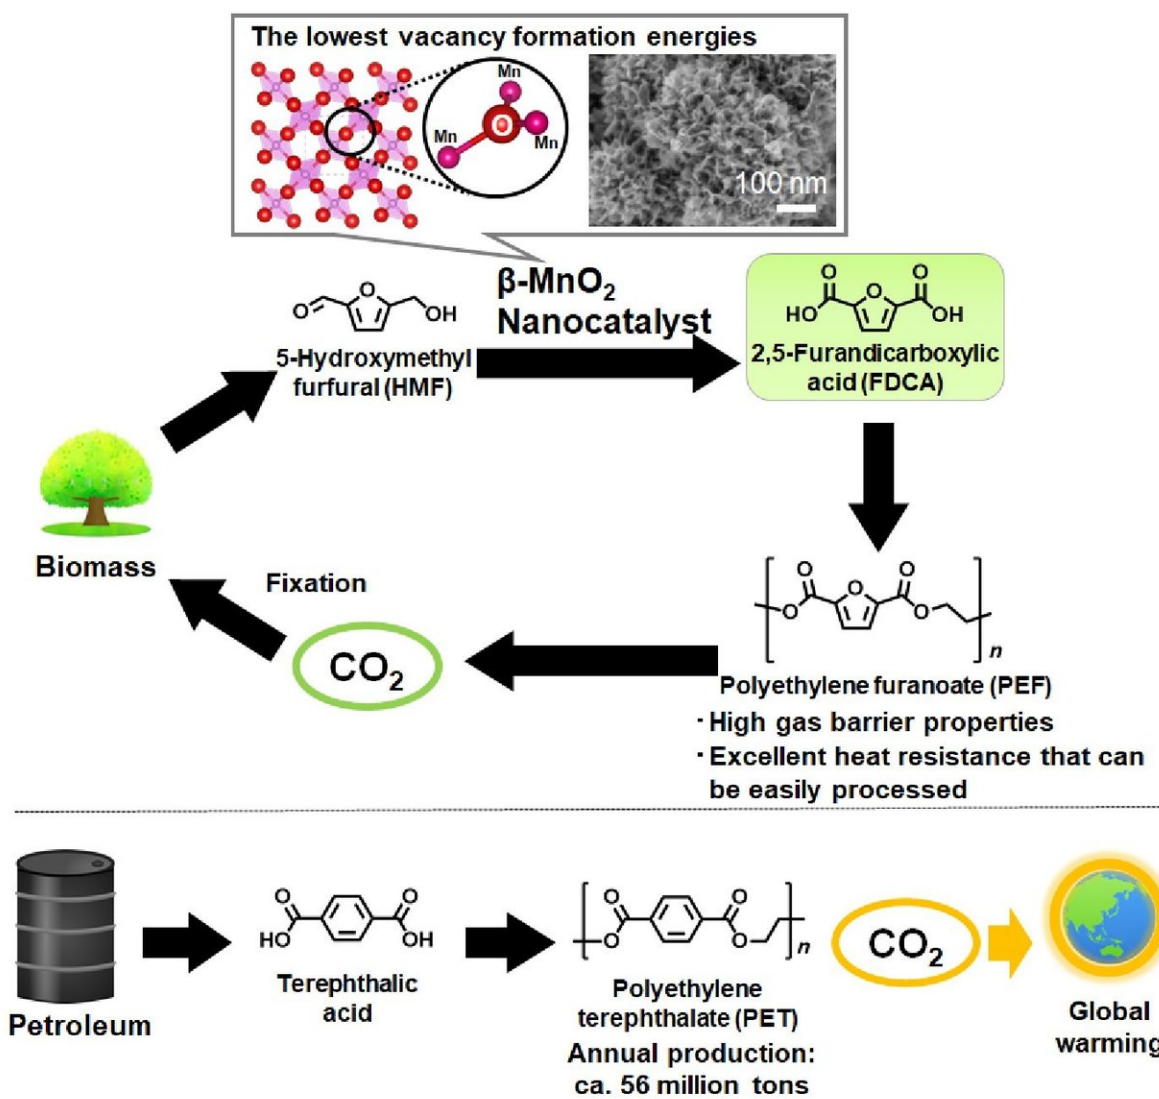 The lowest vacancy formation energies
Mn
O
Mn
Mn
100 nm
β-MnO2
Nanocatalyst
O
O
OH
5-Hydroxymethyl
furfural (HMF)
O
O
O
HO
OH
2,5-Furandicarboxylic
acid (FDCA)
Biomass
Fixation
CO2
O
O
O
O
O
n
Polyethylene furanoate (PEF)
· High gas barrier properties
· Excellent heat resistance that can
be easily processed
Petroleum
O
O
HO
OH
Terephthalic
acid
O
O
O
O
n
Polyethylene
terephthalate (PET)
Annual production:
ca. 56 million tons
CO2
Global
warming